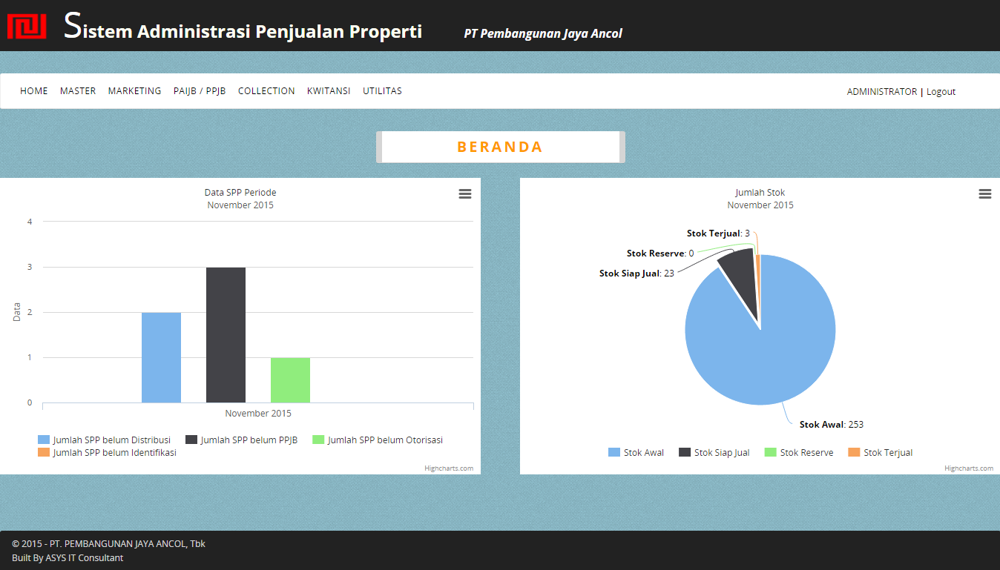 Sistem Administrasi Penjualan Properti PT Pembangunan Jaya Ancol
HOME MASTER MARKETING PAIJB / PPJB COLLECTION KWITANSI UTILITAS ADMINISTRATOR | Logout
BERANDA
Data SPP Periode
November 2015
4
3
2
1
0
Data
November 2015
Jumlah SPP belum Distribusi Jumlah SPP belum PPJB Jumlah SPP belum Otorisasi
Jumlah SPP belum Identifikasi
Highcharts.com
Jumlah Stok
November 2015
Stok Terjual: 3
Stok Reserve: 0
Stok Siap Jual: 23
Stok Awal: 253
Stok Awal Stok Siap Jual Stok Reserve Stok Terjual
Highcharts.com
© 2015 - PT. PEMBANGUNAN JAYA ANCOL, Tbk
Built By ASYS IT Consultant